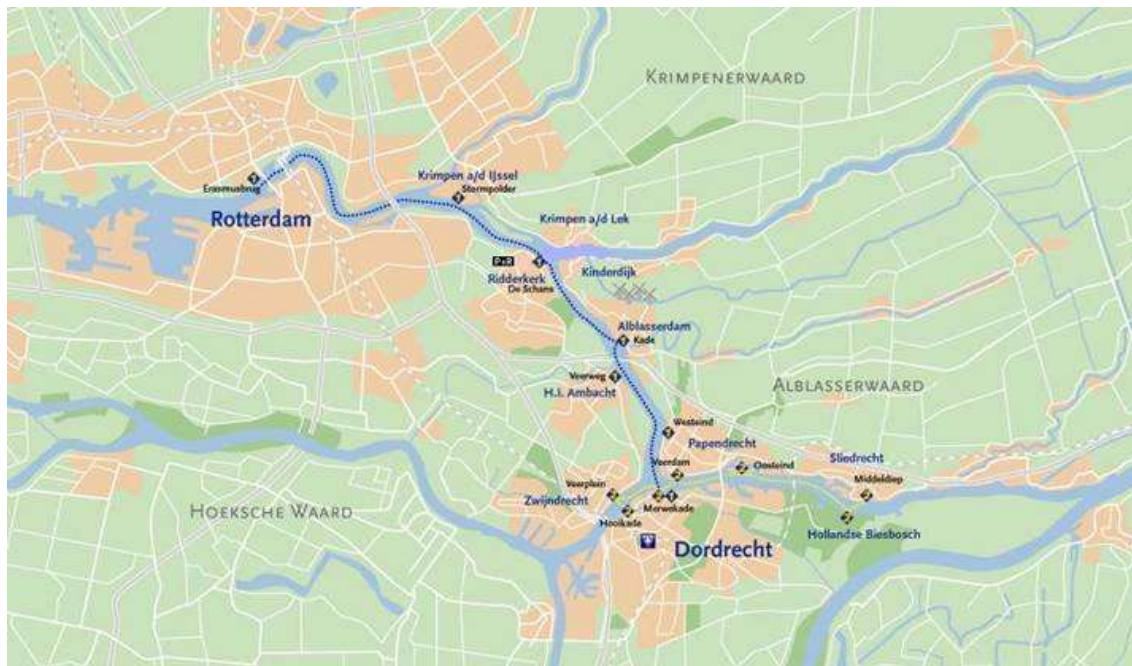 KRIMPENERWAARD
Krimpen a/d IJssel
Stormpolder
Erasmusbrug
Rotterdam
Krimpen a/d Lek
P+R
Ridderkerk
De Schans
Kinderdijk
Alblasserdam
Kade
Veerweg
H.I. Ambacht
ALBLASSERWAARD
Westeind
Papendrecht
Veerdam
Oosteind
Sliedrecht
Middeldiep
Veerplein
Zwijndrecht
Merwekade
Hooikade
HOEKSCHE WAARD
Hollandse Biesbosch
Dordrecht